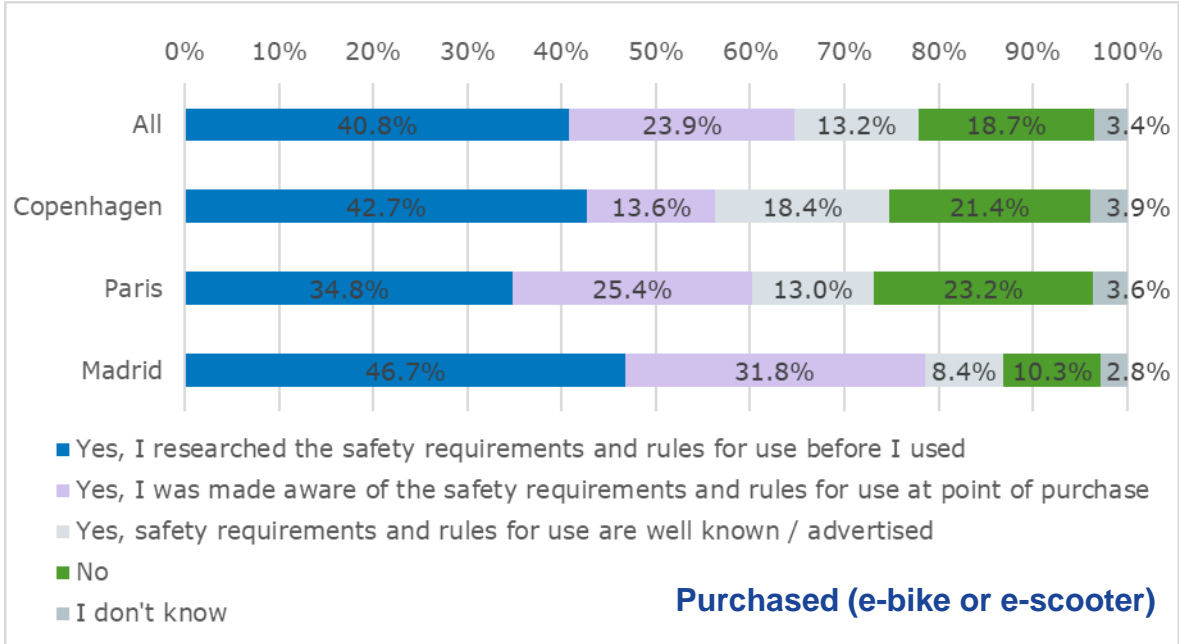 0% 10% 20% 30% 40% 50% 60% 70% 80% 90% 100%
All 40.8% 23.9% 13.2% 18.7% 3.4%
Copenhagen 42.7% 13.6% 18.4% 21.4% 3.9%
Paris 34.8% 25.4% 13.0% 23.2% 3.6%
Madrid 46.7% 31.8% 8.4% 10.3% 2.8%
Yes, I researched the safety requirements and rules for use before I used
Yes, I was made aware of the safety requirements and rules for use at point of purchase
Yes, safety requirements and rules for use are well known / advertised
No
I don't know
Purchased (e-bike or e-scooter)